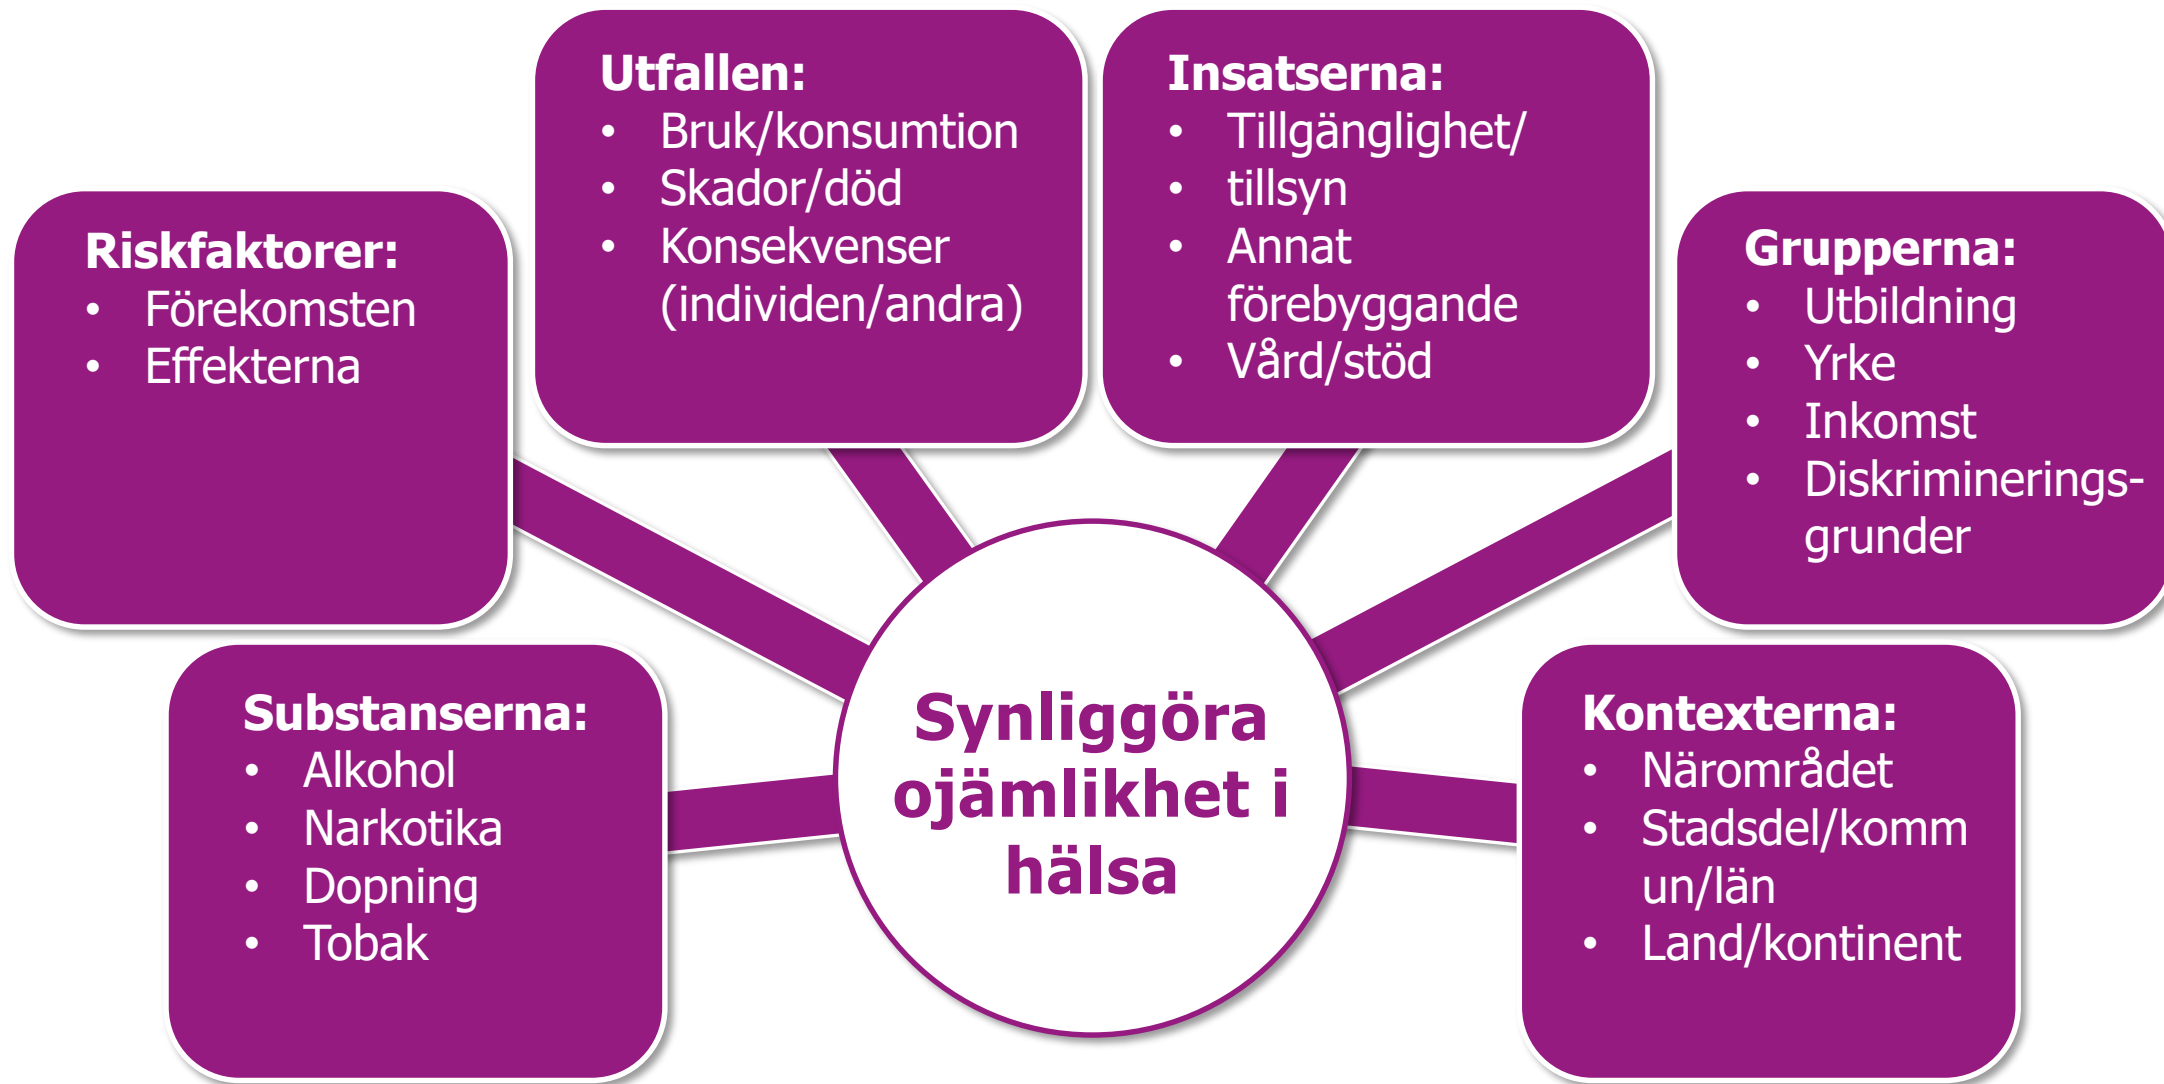 Utfallen:
• Bruk/konsumtion
• Skador/död
• Konsekvenser
(individen/andra)
Insatserna:
• Tillgänglighet/
• tillsyn
• Annat
förebyggande
• Vård/stöd
Riskfaktorer:
• Förekomsten
• Effekterna
Grupperna:
• Utbildning
• Yrke
• Inkomst
• Diskriminerings-
grunder
Substanserna:
• Alkohol
• Narkotika
• Dopning
• Tobak
Synliggöra
ojämlikhet i
hälsa
Kontexterna:
• Närområdet
• Stadsdel/komm
un/län
• Land/kontinent